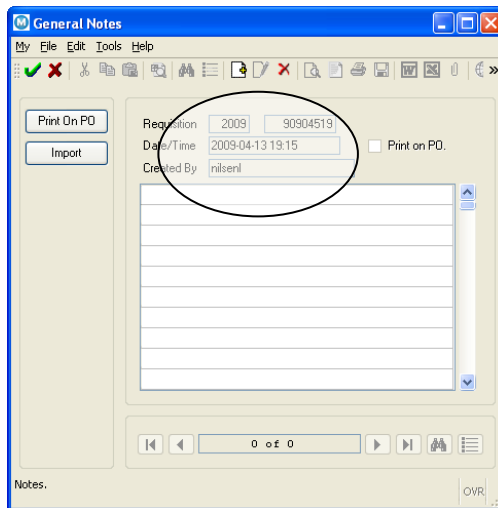 General Notes
My File Edit Tools Help
Print On PO
Import
Requisition 2009 90904519
Date/Time 2009-04-13 19:15
Print on PO.
Created By nilsenl
0 of 0
Notes.
OVR